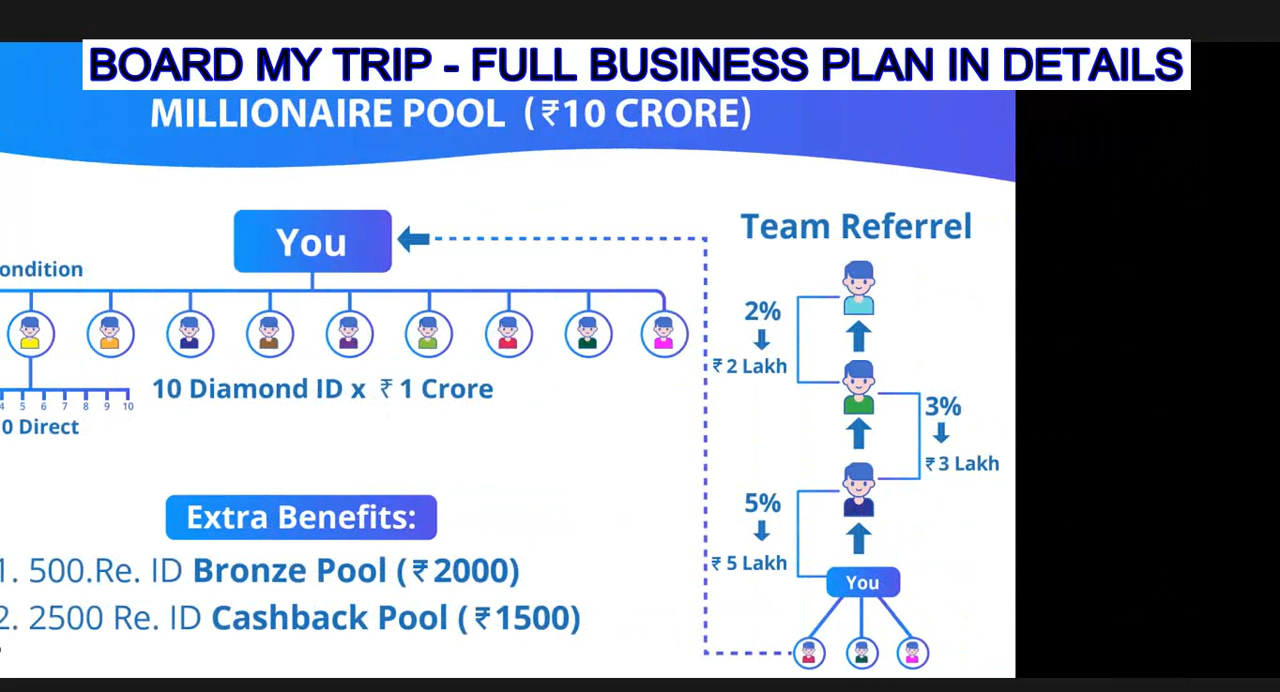 BOARD MY TRIP - FULL BUSINESS PLAN IN DETAILS
MILLIONAIRE POOL (₹10 CRORE)
You
ondition
4 5 6 7 8 9 10
0 Direct
10 Diamond ID x ₹ 1 Crore
Extra Benefits:
1. 500.Re. ID Bronze Pool (₹2000)
2. 2500 Re. ID Cashback Pool (₹1500)
Team Referrel
2%
₹ 2 Lakh
3%
₹ 3 Lakh
5%
₹ 5 Lakh
You